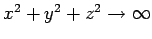 x² + y² + z² → ∞